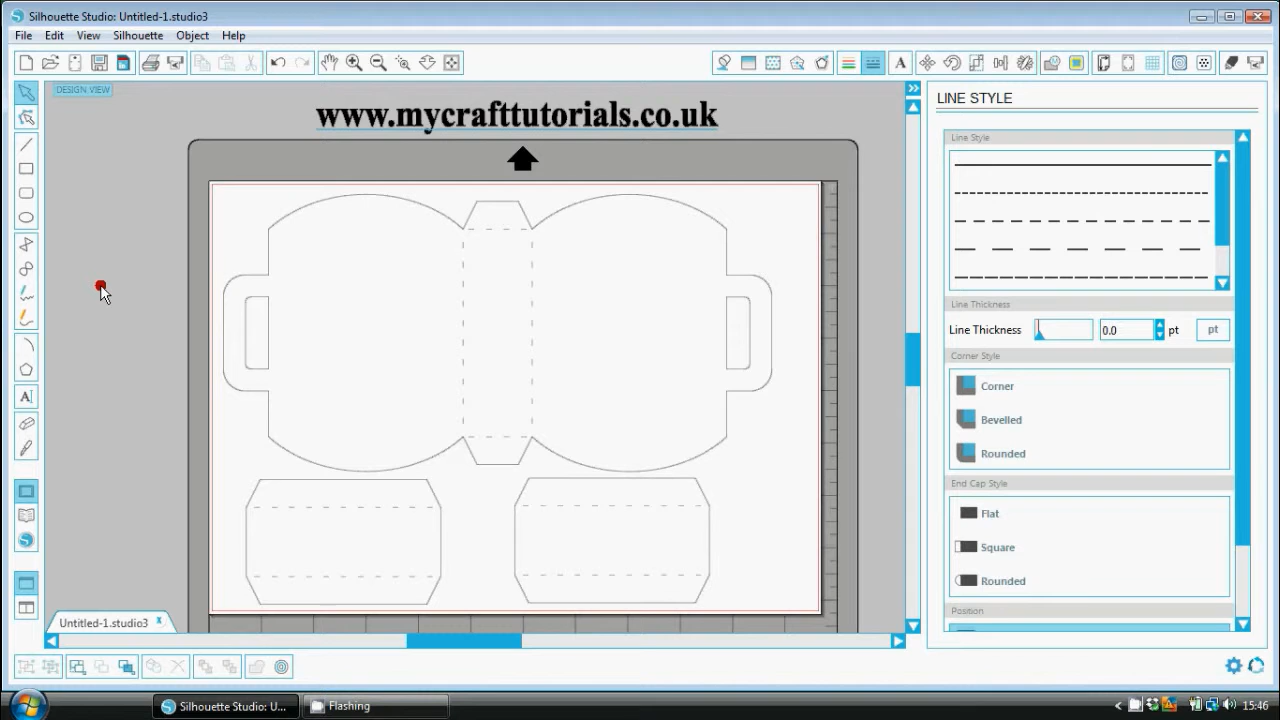 Silhouette Studio: Untitled-1.studio3
File Edit View Silhouette Object Help
DESIGN VIEW
www.mycrafttutorials.co.uk
LINE STYLE
Line Style
Line Thickness
Line Thickness 0.0 pt pt
Corner Style
Corner
Bevelled
Rounded
End Cap Style
Flat
Square
Rounded
Position
Untitled-1.studio3 x
Silhouette Studio: U...
Flashing
15:46